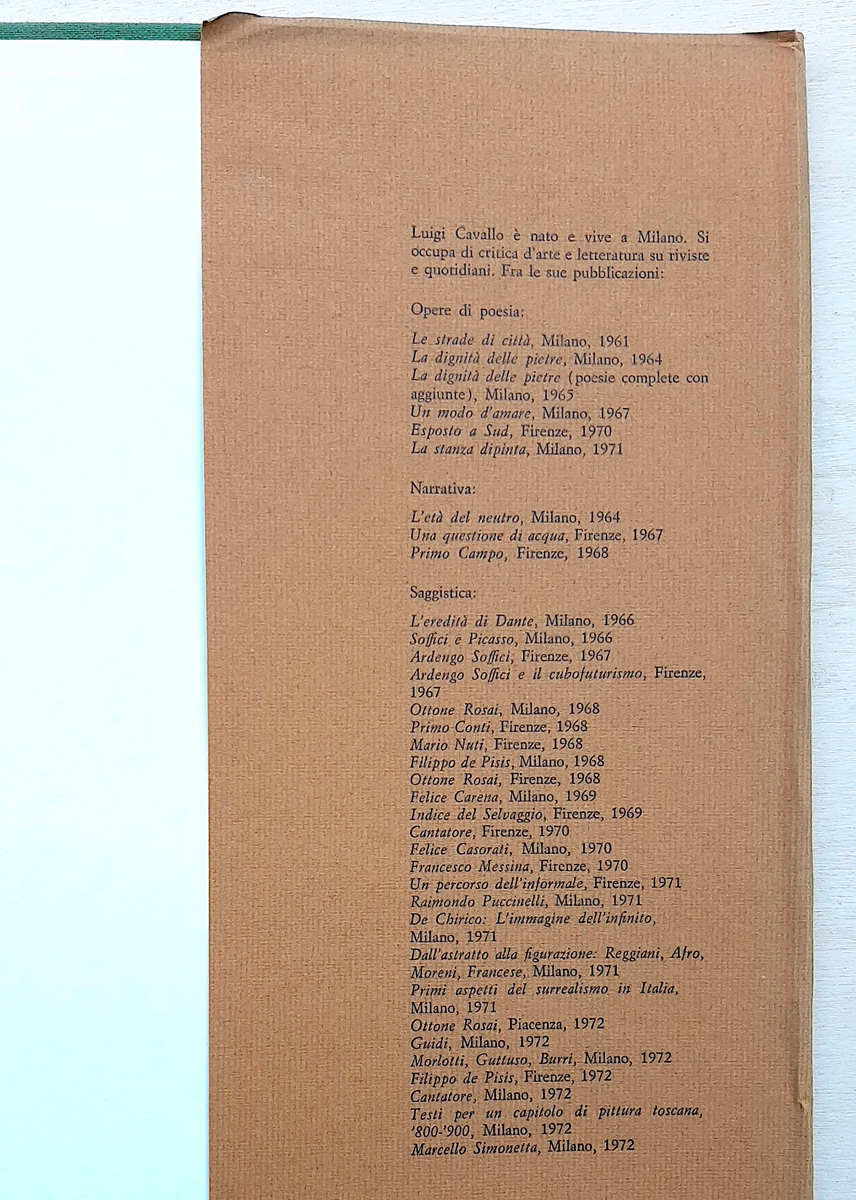 Luigi Cavallo è nato e vive a Milano. Si
occupa di critica d'arte e letteratura su riviste
e quotidiani. Fra le sue pubblicazioni:
Opere di poesia:
Le strade di città, Milano, 1961
La dignità delle pietre, Milano, 1964
La dignità delle pietre (poesie complete con
aggiunte), Milano, 1965
Un modo d'amare, Milano, 1967
Esposto a Sud, Firenze, 1970
La stanza dipinta, Milano, 1971
Narrativa:
L'età del neutro, Milano, 1964
Una questione di acqua, Firenze, 1967
Primo Campo, Firenze, 1968
Saggistica:
L'eredità di Dante, Milano, 1966
Soffici e Picasso, Milano, 1966
Ardengo Soffici, Firenze, 1967
Ardengo Soffici e il cubofuturismo, Firenze,
1967
Ottone Rosai, Milano, 1968
Primo Conti, Firenze, 1968
Mario Nuti, Firenze, 1968
Filippo de Pisis, Milano, 1968
Ottone Rosai, Firenze, 1968
Felice Carena, Milano, 1969
Indice del Selvaggio, Firenze, 1969
Cantatore, Firenze, 1970
Felice Casorati, Milano, 1970
Francesco Messina, Firenze, 1970
Un percorso dell'informale, Firenze, 1971
Raimondo Puccinelli, Milano, 1971
De Chirico: L'immagine dell'infinito,
Milano, 1971
Dall'astratto alla figurazione: Reggiani, Afro,
Moreni, Francese, Milano, 1971
Primi aspetti del surrealismo in Italia,
Milano, 1971
Ottone Rosai, Piacenza, 1972
Guidi, Milano, 1972
Morlotti, Guttuso, Burri, Milano, 1972
Filippo de Pisis, Firenze, 1972
Cantatore, Milano, 1972
Testi per un capitolo di pittura toscana,
'800-'900, Milano, 1972
Marcello Simonetta, Milano, 1972